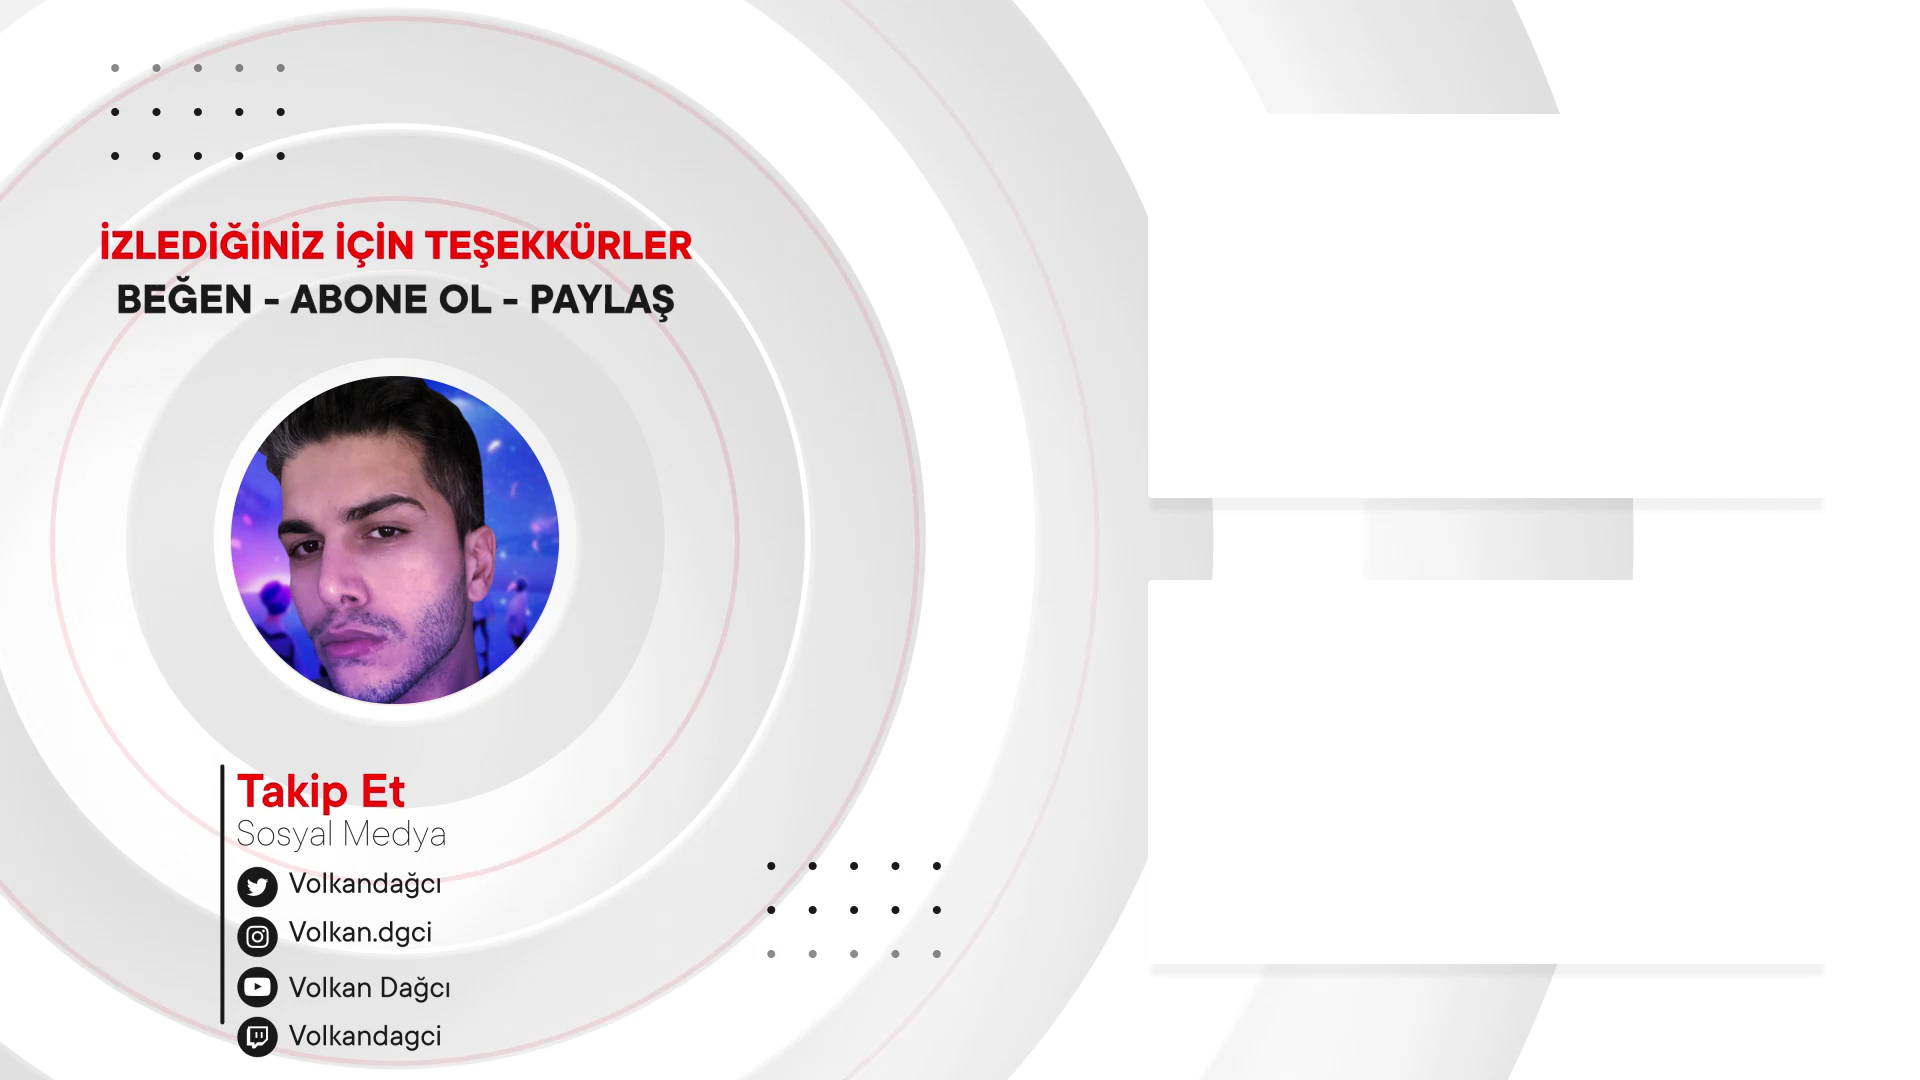 İZLEDİĞİNİZ İÇİN TEŞEKKÜRLER
BEĞEN - ABONE OL - PAYLAŞ
Takip Et
Sosyal Medya
Volkandağcı
Volkan.dgci
Volkan Dağcı
Volkandagci